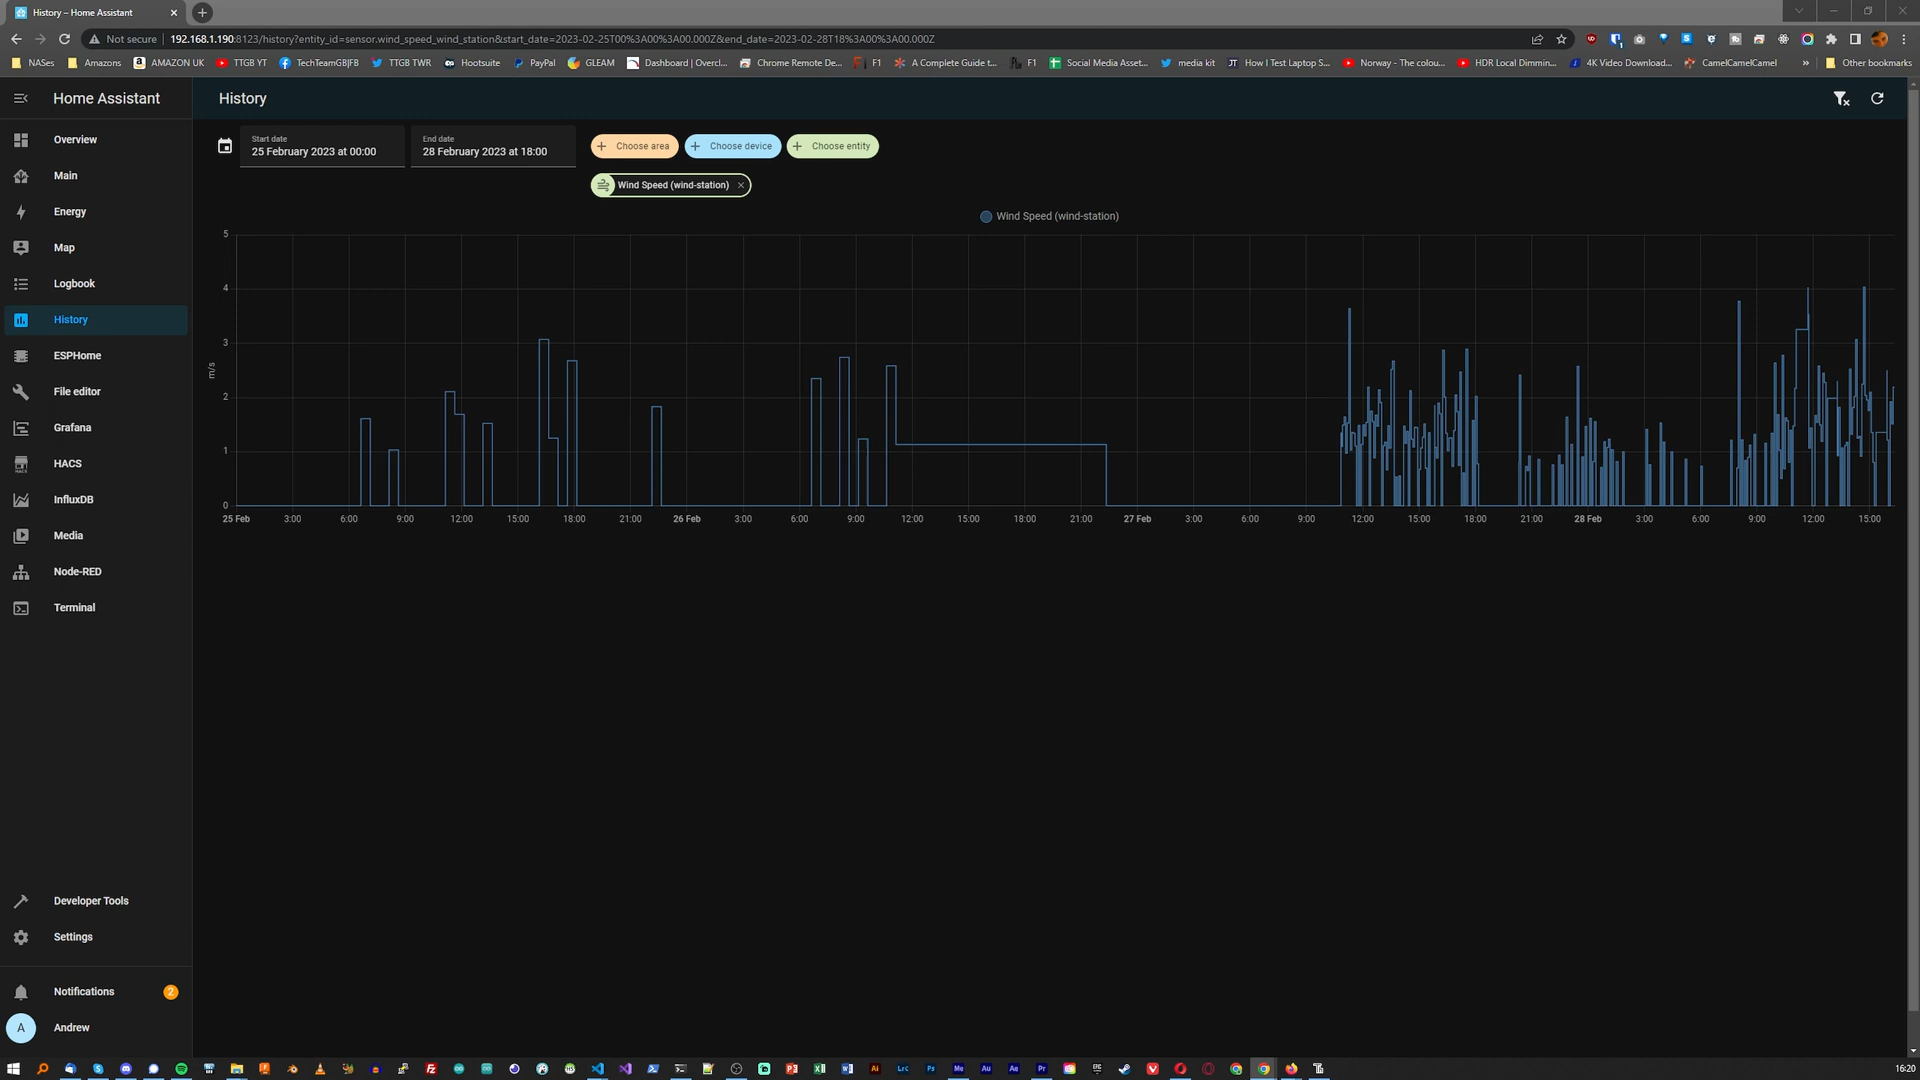 History – Home Assistant
Not secure
192.168.1.190:8123/history?entity_id=sensor.wind_speed_wind_station&start_date=2023-02-25T00%3A00%3A00.000Z&end_date=2023-02-28T18%3A00%3A00.000Z
NASes Amazons AMAZON UK TTGB YT TechTeamGB|FB TTGB TWR Hootsuite PayPal GLEAM Dashboard | Overcl... Chrome Remote De... F1 A Complete Guide t... F1 Social Media Asset... media kit How I Test Laptop S... Norway - The colou... HDR Local Dimmin... 4K Video Download... CamelCamelCamel » Other bookmarks
Home Assistant
History
Overview
Main
Energy
Map
Logbook
History
ESPHome
File editor
Grafana
HACS
InfluxDB
Media
Node-RED
Terminal
Developer Tools
Settings
Notifications 2
A Andrew
Start date
25 February 2023 at 00:00
End date
28 February 2023 at 18:00
Choose area
Choose device
Choose entity
Wind Speed (wind-station)
Wind Speed (wind-station)
5
4
3
2
1
0
m/s
25 Feb 3:00 6:00 9:00 12:00 15:00 18:00 21:00 26 Feb 3:00 6:00 9:00 12:00 15:00 18:00 21:00 27 Feb 3:00 6:00 9:00 12:00 15:00 18:00 21:00 28 Feb 3:00 6:00 9:00 12:00 15:00
16:20